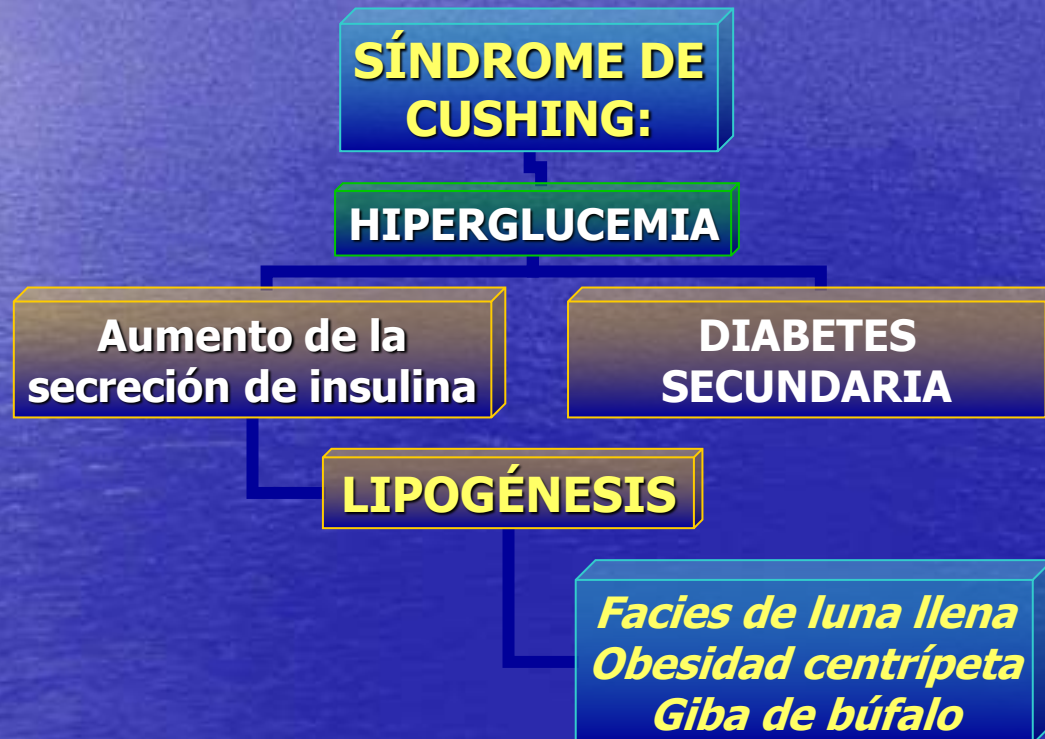 SÍNDROME DE
CUSHING:
HIPERGLUCEMIA
Aumento de la
secreción de insulina
DIABETES
SECUNDARIA
LIPOGÉNESIS
Facies de luna llena
Obesidad centrípeta
Giba de búfalo